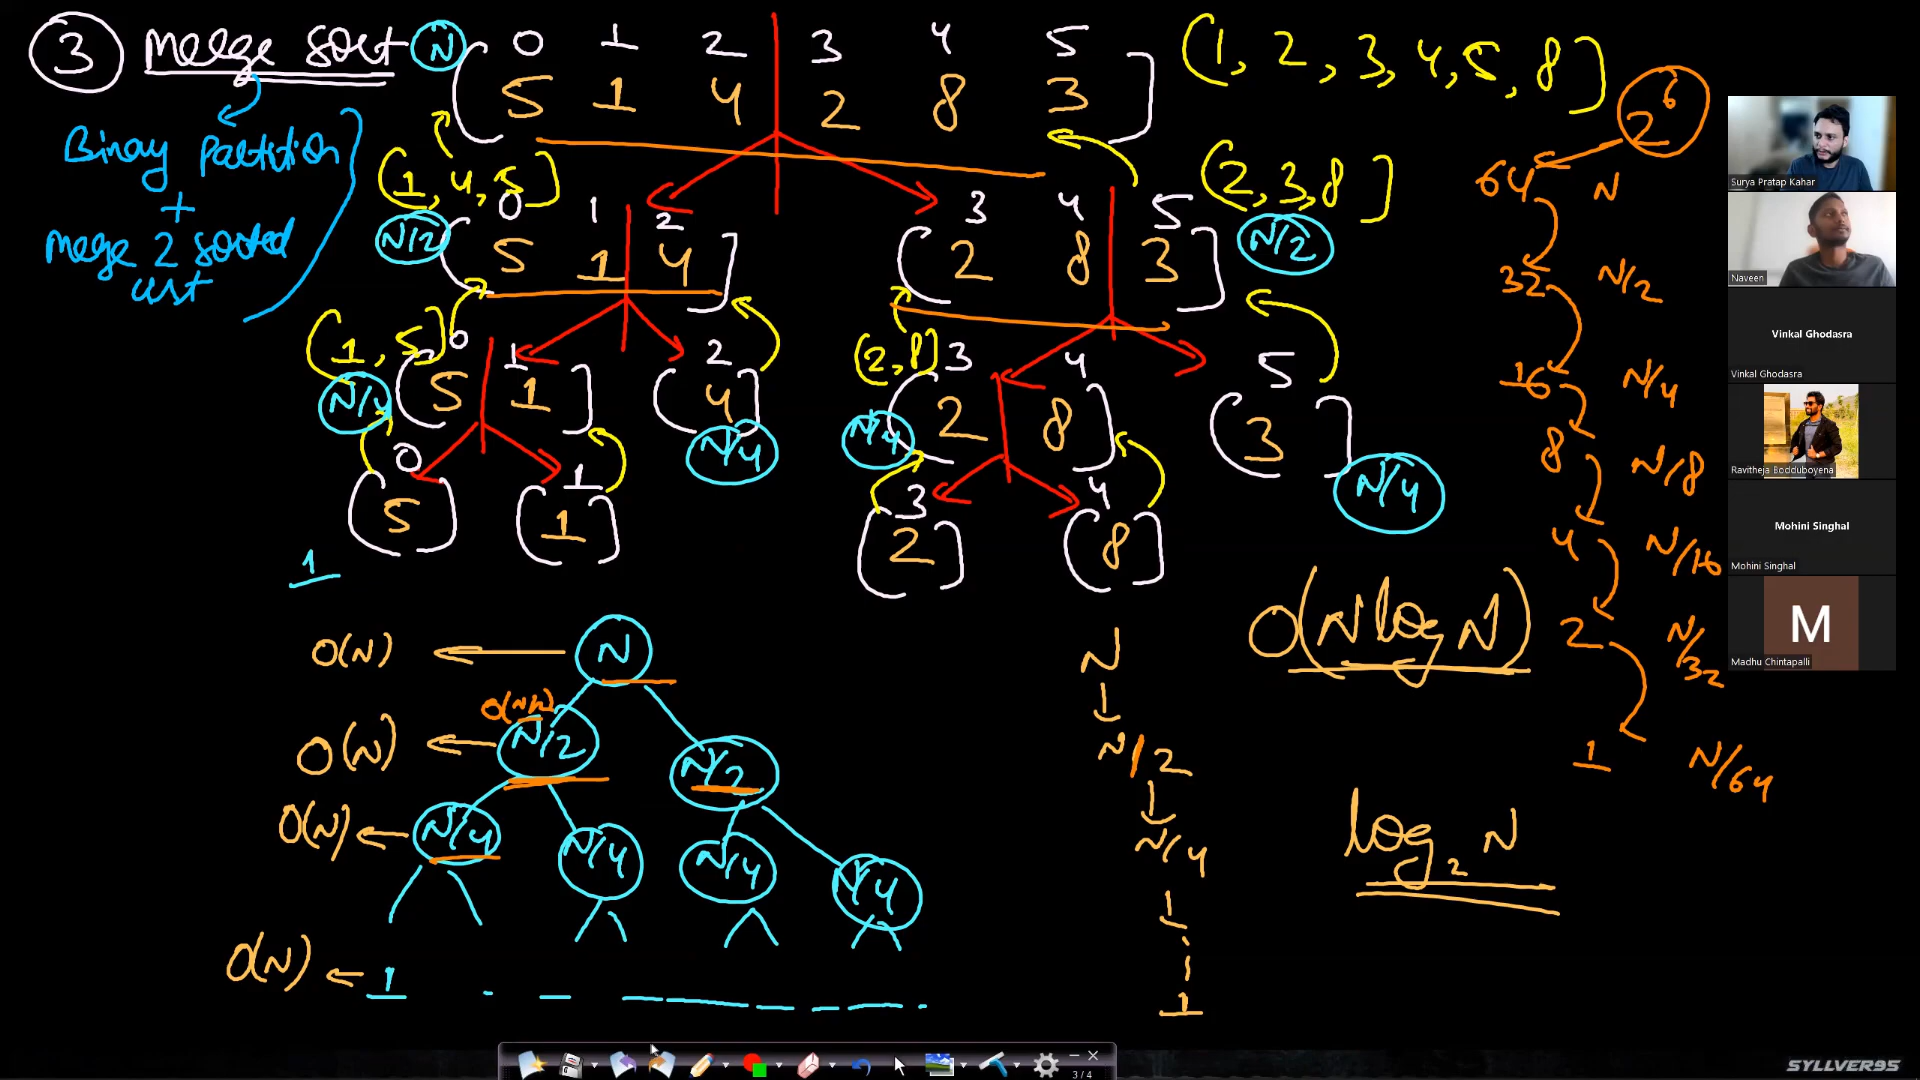 3 Merge sort N 0 1 2 3 4 5 (1, 2, 3, 4, 5, 8]
[5 1 4 2 8 3]
2^6
Binary Partition
+
Merge 2 sorted
list
(1, 4, 5] (2, 3, 8]
64 N
0 1 2 3 4 5
N/2 [5 1 4] [2 8 3] N/2
32 N/2
(1, 5] 0 1 2 (2, 8] 3 4 5
N/4 [5 1] [4] N/4 N/4 [2 8] [3] N/4
16 N/4
8 N/8
0 1 3 4
[5] [1] [2] [8]
4 N/16
1
O(N) N N O(N log N) 2 N/32
O(N/2)
O(N) N/2 N/2 N/2 1 N/64
O(N) N/4 N/4 N/4 N/4 N/4 log2 N
O(N) 1 1
Surya Pratap Kahar
Naveen
Vinkal Ghodasra
Vinkal Ghodasra
Ravitheja Bodduboyena
Mohini Singhal
Mohini Singhal
M
Madhu Chintapalli
3 / 4
SYLLVER95